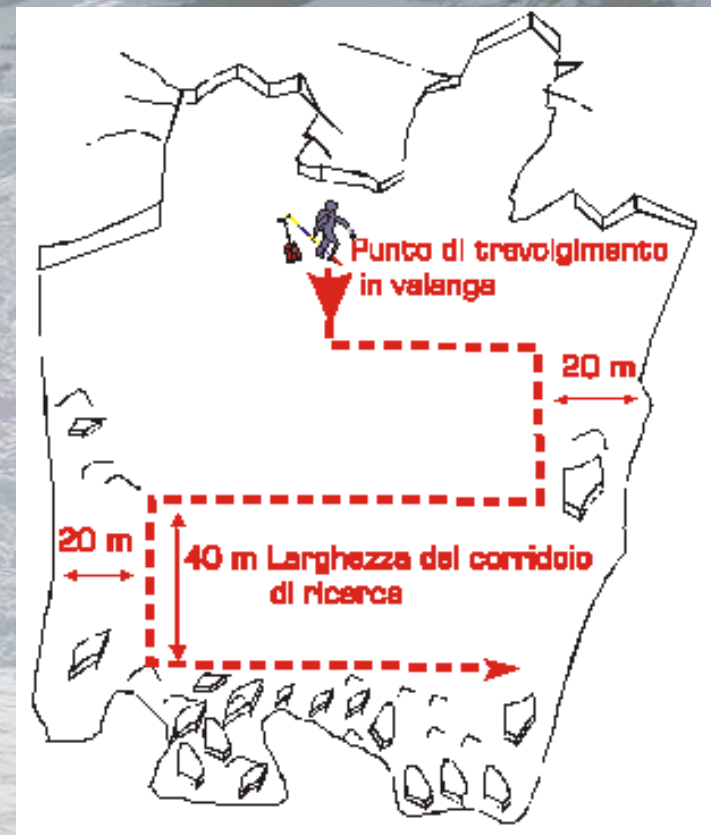 Punto di travolgimento
in valanga
20 m
20 m
40 m Larghezza del corridoio
di ricerca